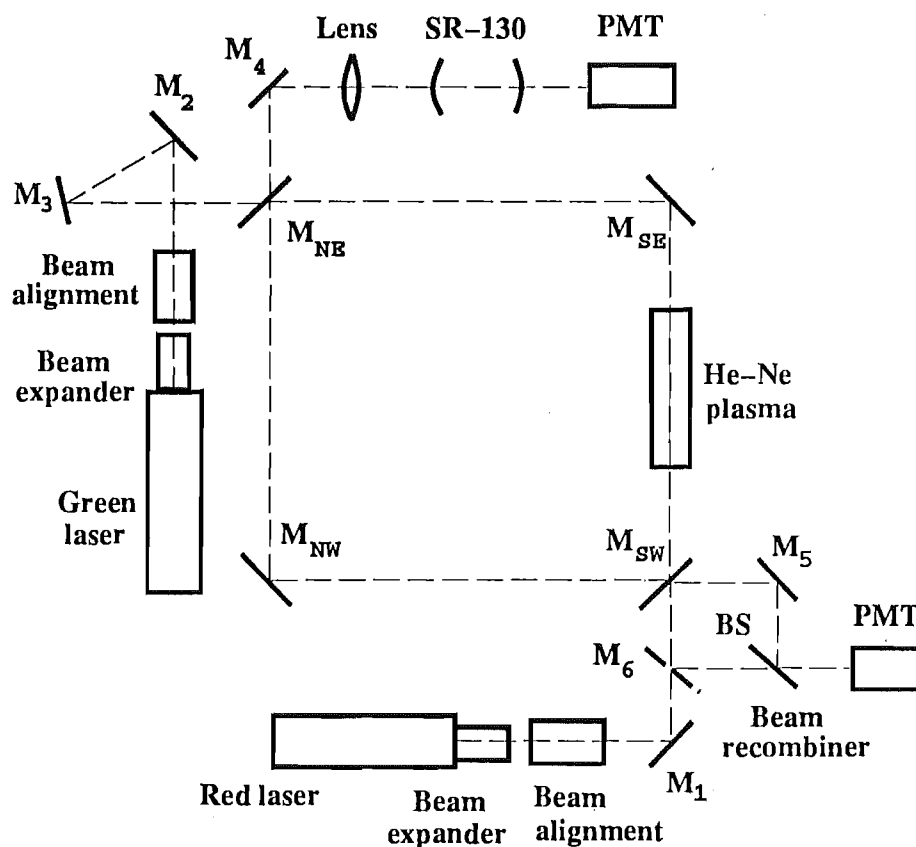 Lens
SR–130
PMT
M4
M2
M3
MNE
MSE
Beam
alignment
Beam
expander
He–Ne
plasma
Green
laser
MNW
MSW
M5
BS
PMT
M6
Beam
recombiner
M1
Red laser
Beam
expander
Beam
alignment